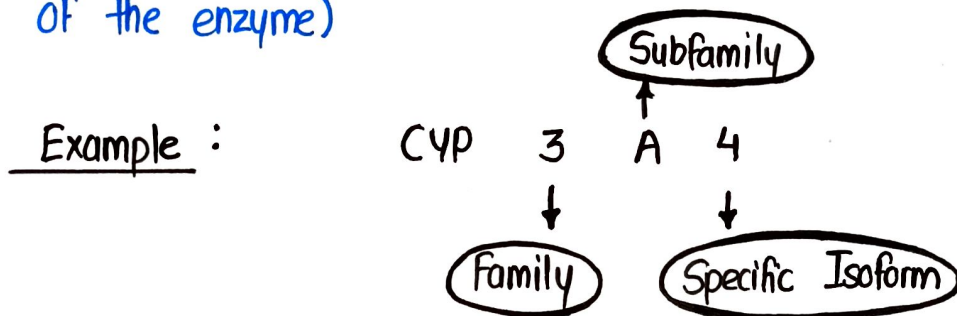 of the enzyme)
Subfamily
Example : CYP 3 A 4
Family Specific Isoform